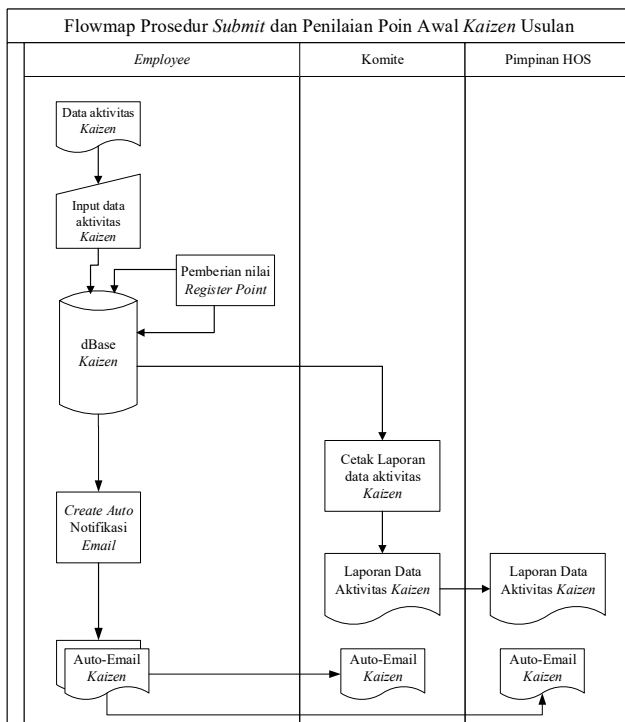 Flowmap Prosedur Submit dan Penilaian Poin Awal Kaizen Usulan
Employee
Komite
Pimpinan HOS
Data aktivitas
Kaizen
Input data
aktivitas
Kaizen
Pemberian nilai
Register Point
dBase
Kaizen
Cetak Laporan
data aktivitas
Kaizen
Create Auto
Notifikasi
Email
Laporan Data
Aktivitas Kaizen
Laporan Data
Aktivitas Kaizen
Auto-Email
Kaizen
Auto-Email
Kaizen
Auto-Email
Kaizen